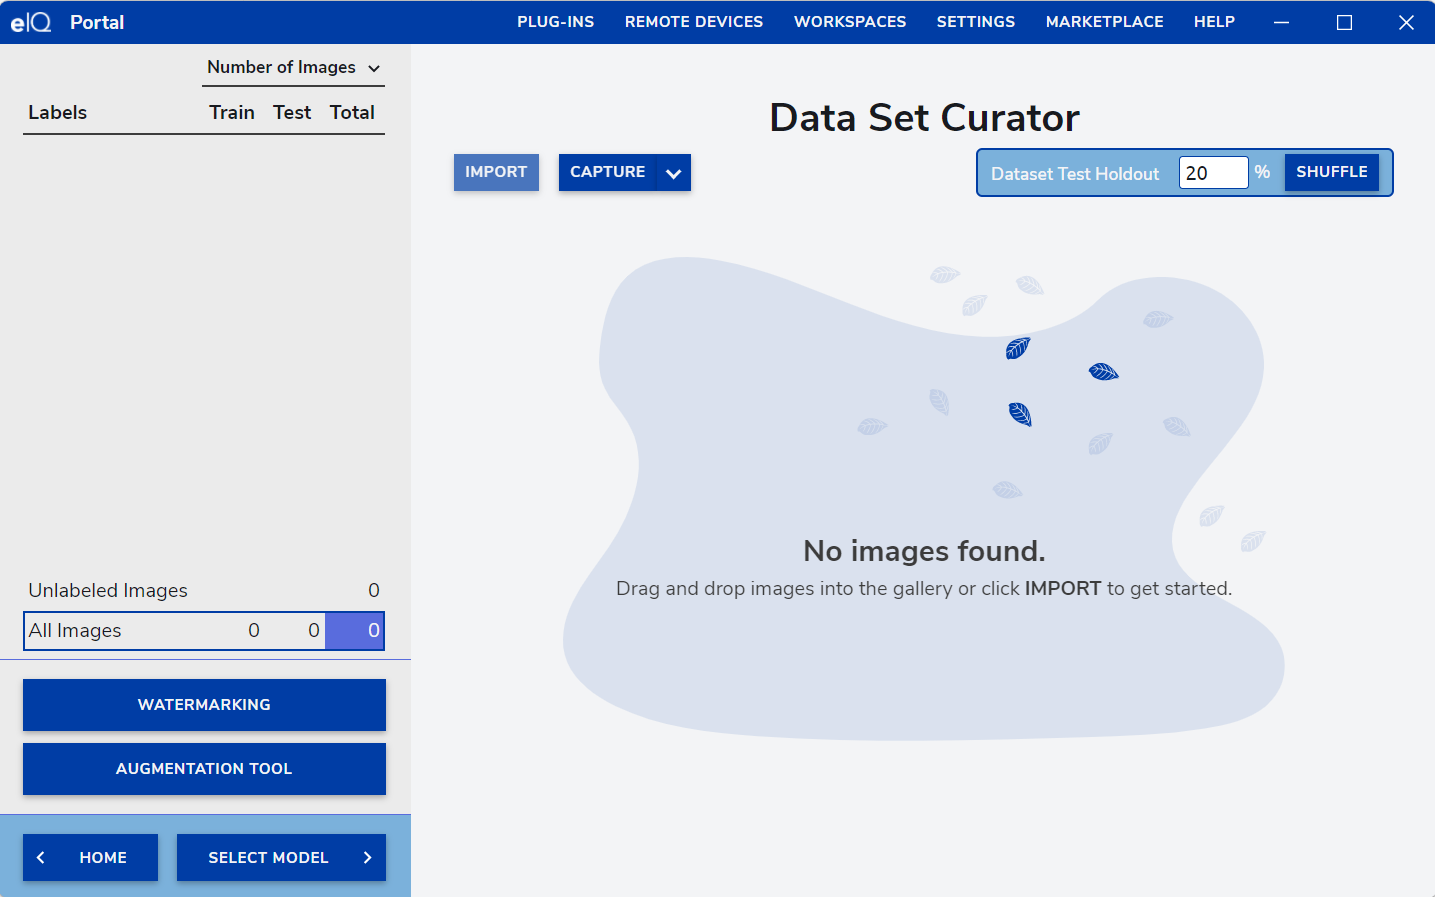 eIQ Portal PLUG-INS REMOTE DEVICES WORKSPACES SETTINGS MARKETPLACE HELP
Number of Images
Labels Train Test Total
Data Set Curator
IMPORT CAPTURE Dataset Test Holdout 20 % SHUFFLE
No images found.
Drag and drop images into the gallery or click IMPORT to get started.
Unlabeled Images 0
All Images 0 0 0
WATERMARKING
AUGMENTATION TOOL
HOME SELECT MODEL